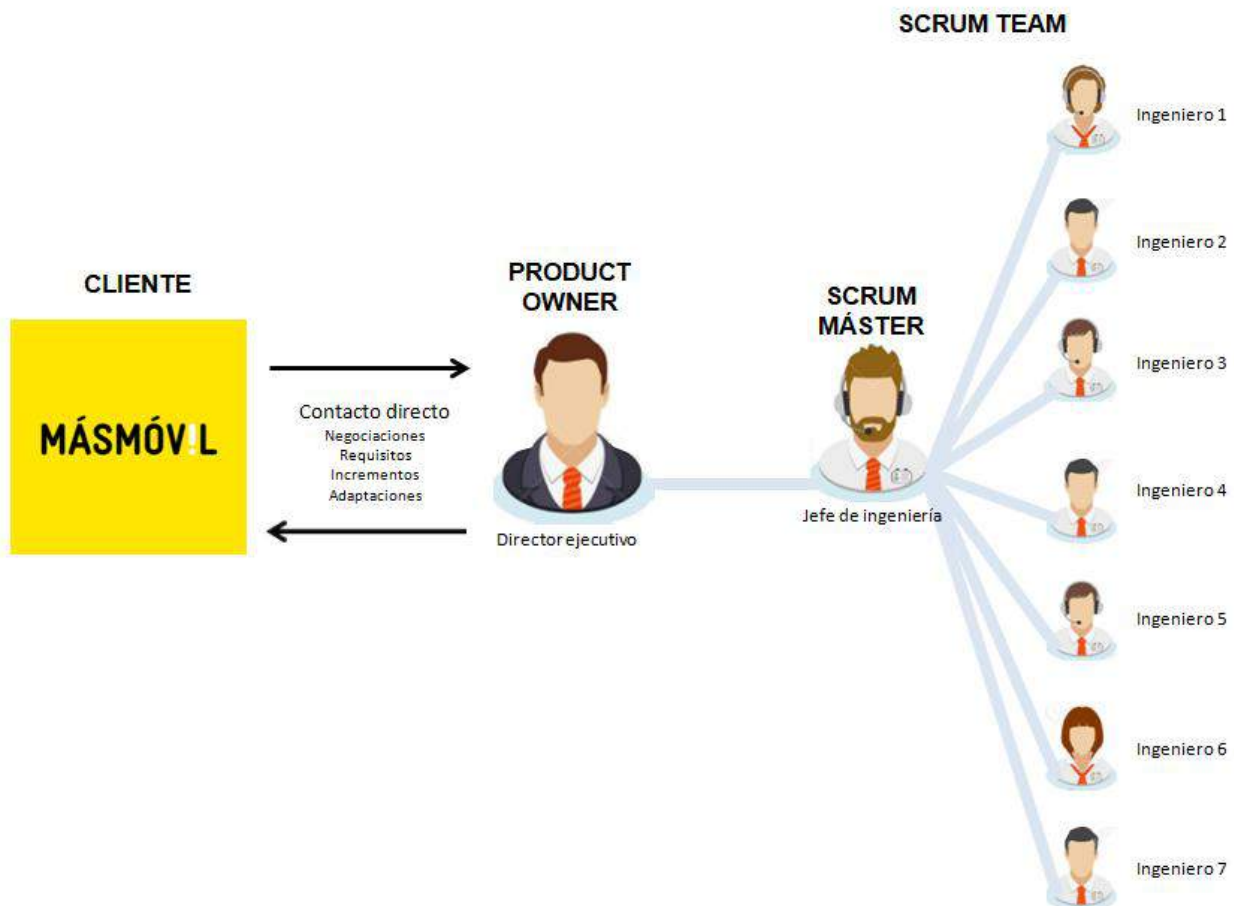 SCRUM TEAM
Ingeniero 1
Ingeniero 2
CLIENTE
PRODUCT
OWNER
SCRUM
MÁSTER
Ingeniero 3
Contacto directo
Negociaciones
Requisitos
Incrementos
Adaptaciones
MÁSMÓV!L
Ingeniero 4
Jefe de ingeniería
Director ejecutivo
Ingeniero 5
Ingeniero 6
Ingeniero 7